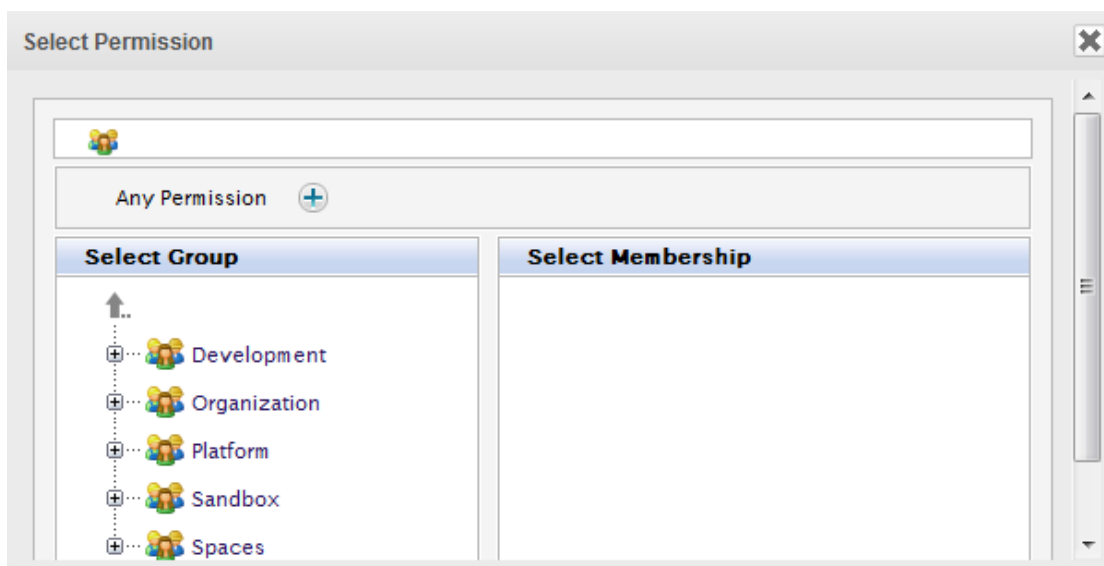 Select Permission
Any Permission
Select Group
Select Membership
..
Development
Organization
Platform
Sandbox
Spaces